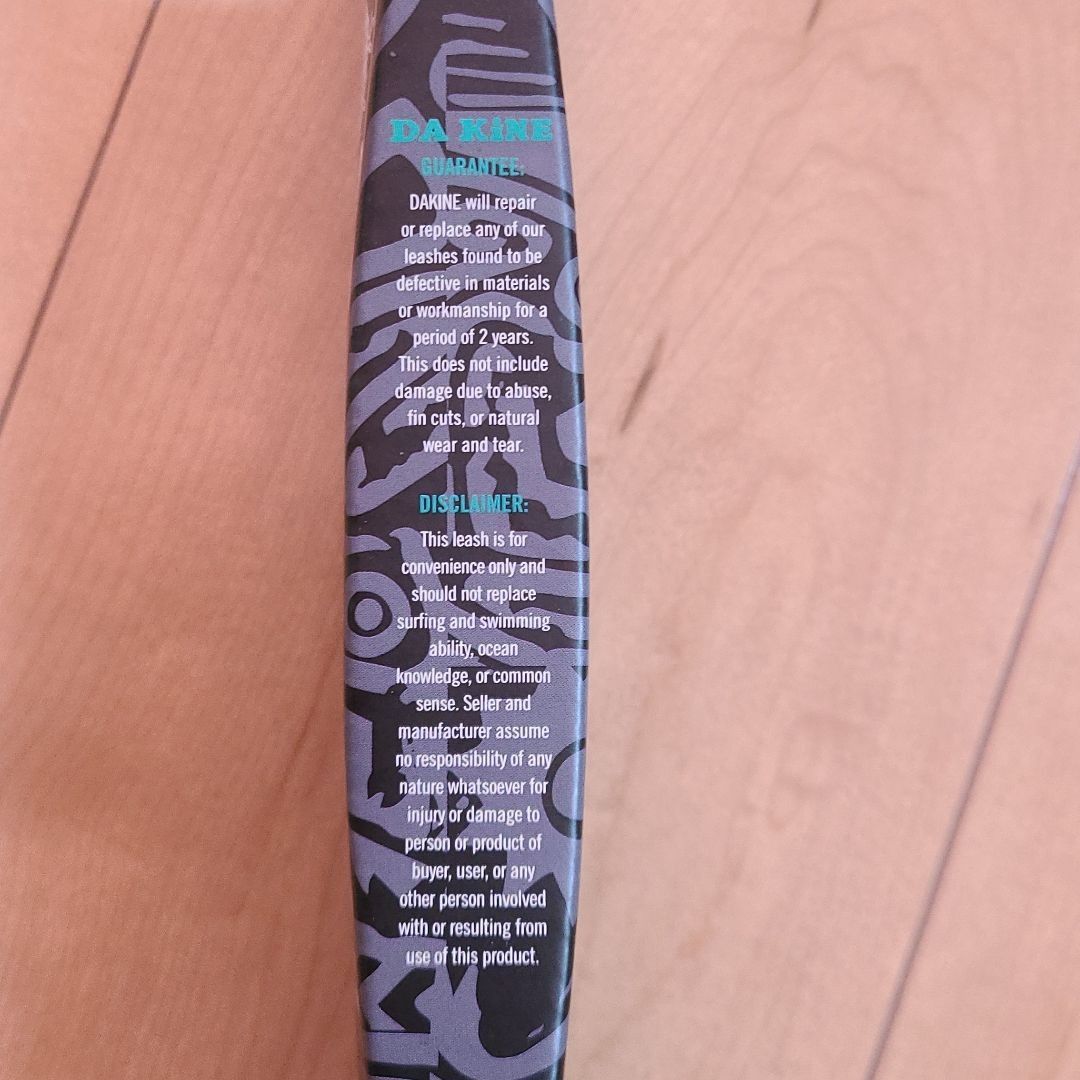 DA KiNE
GUARANTEE:
DAKINE will repair
or replace any of our
leashes found to be
defective in materials
or workmanship for a
period of 2 years.
This does not include
damage due to abuse,
fin cuts, or natural
wear and tear.
DISCLAIMER:
This leash is for
convenience only and
should not replace
surfing and swimming
ability, ocean
knowledge, or common
sense. Seller and
manufacturer assume
no responsibility of any
nature whatsoever for
injury or damage to
person or product of
buyer, user, or any
other person involved
with or resulting from
use of this product.